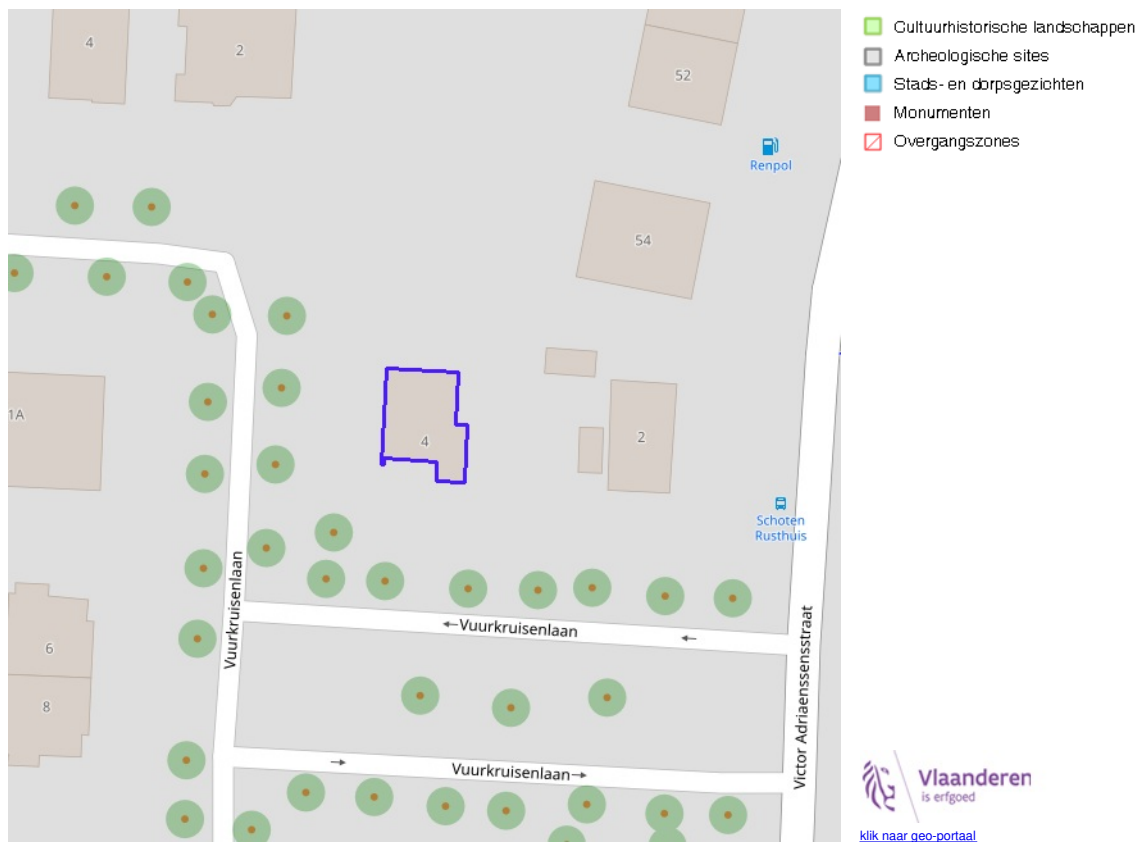 4
2
52
Renpol
54
1A
4
2
Schoten
Rusthuis
Vuurkruisenlaan
←Vuurkruisenlaan ←
6
8
Victor Adriaenssensstraat
→ Vuurkruisenlaan→
Cultuurhistorische landschappen
Archeologische sites
Stads- en dorpsgezichten
Monumenten
Overgangszones
Vlaanderen
is erfgoed
klik naar geo-portaal